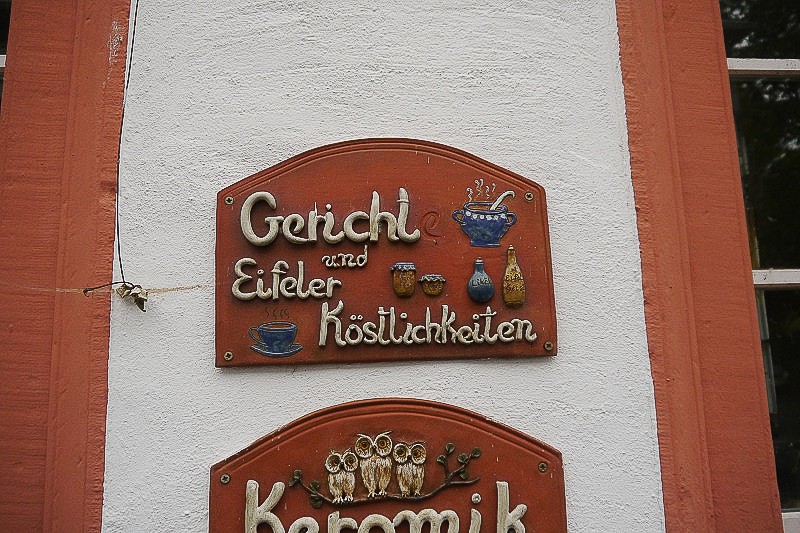 Gerichte
und
Eifeler
Köstlichkeiten
Keramik